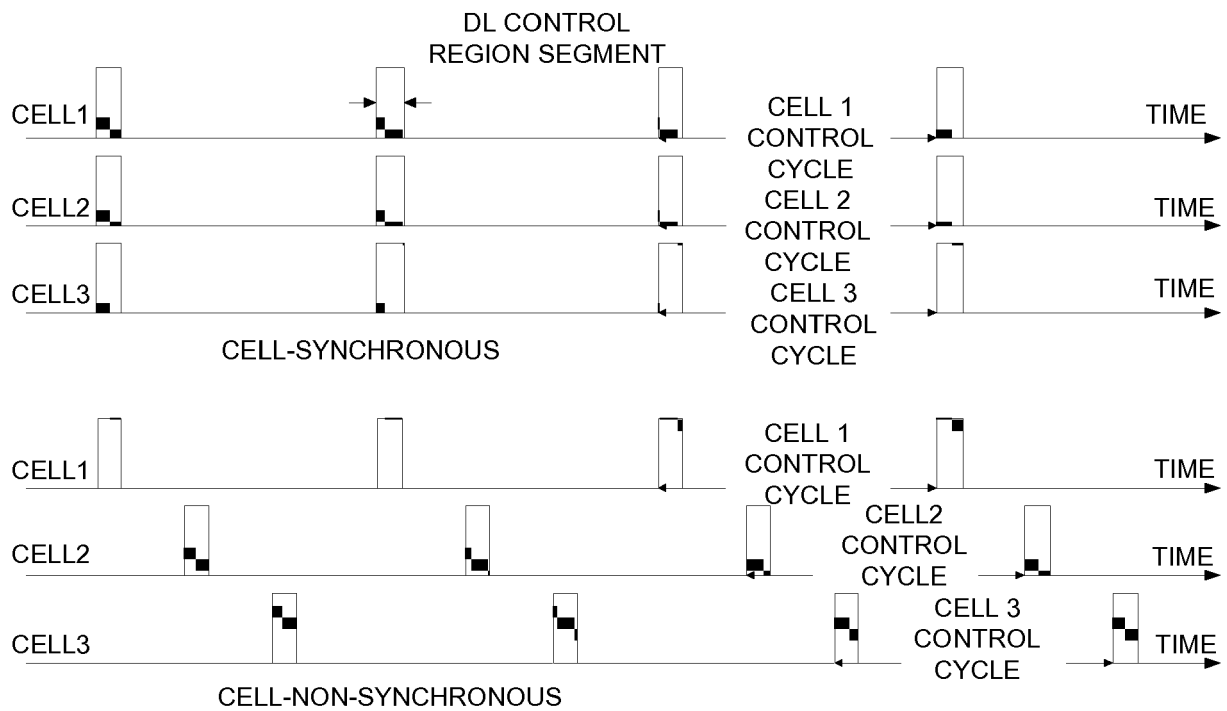 DL CONTROL
REGION SEGMENT
CELL1
CELL 1
CONTROL
CYCLE
TIME
CELL2
CELL 2
CONTROL
CYCLE
TIME
CELL3
CELL 3
CONTROL
CYCLE
TIME
CELL-SYNCHRONOUS
CELL1
CELL 1
CONTROL
CYCLE
TIME
CELL2
CELL2
CONTROL
CYCLE
TIME
CELL3
CELL 3
CONTROL
CYCLE
TIME
CELL-NON-SYNCHRONOUS